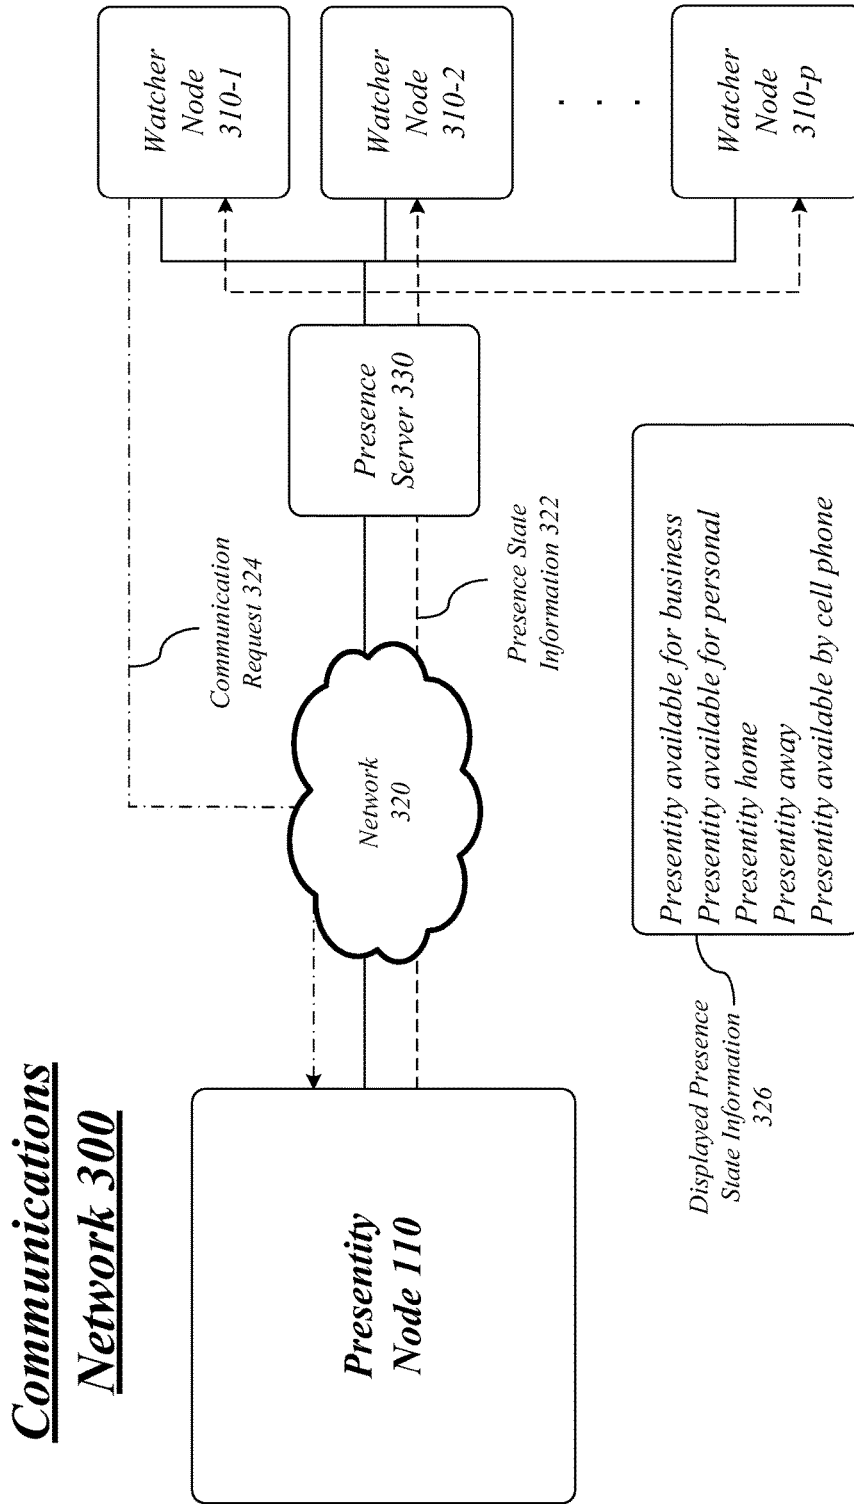 Communications
Network 300
Presentity
Node 110
Network
320
Communication
Request 324
Presence State
Information 322
Presence
Server 330
Watcher
Node
310-1
Watcher
Node
310-2
. . .
Watcher
Node
310-p
Displayed Presence
State Information
326
Presentity available for business
Presentity available for personal
Presentity home
Presentity away
Presentity available by cell phone